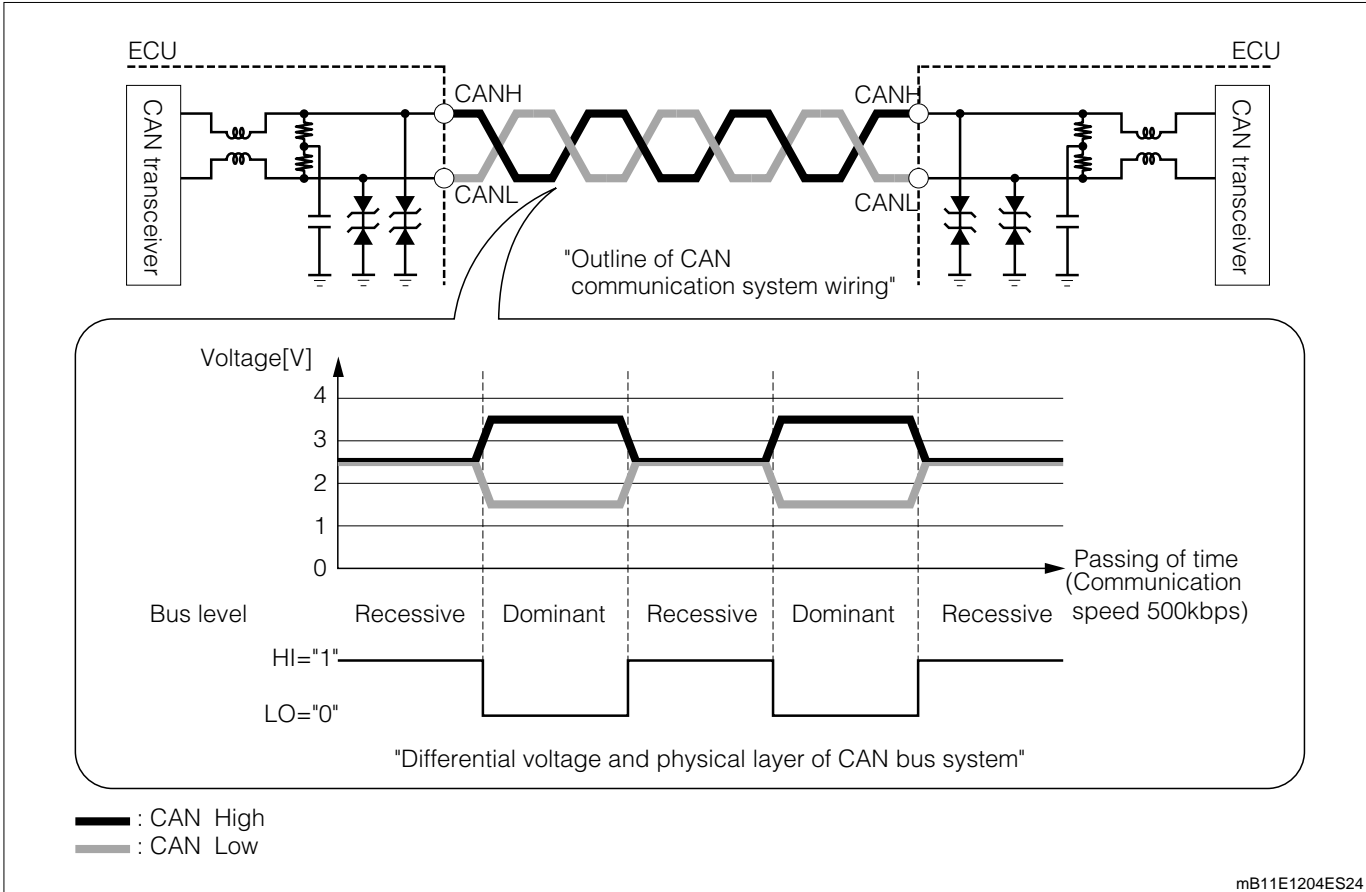 ECU
ECU
CAN transceiver
CANH
CANH
CANL
CANL
CAN transceiver
"Outline of CAN
communication system wiring"
Voltage[V]
4
3
2
1
0
Passing of time
(Communication
speed 500kbps)
Bus level
Recessive
Dominant
Recessive
Dominant
Recessive
HI="1"
LO="0"
"Differential voltage and physical layer of CAN bus system"
: CAN High
: CAN Low
mB11E1204ES24